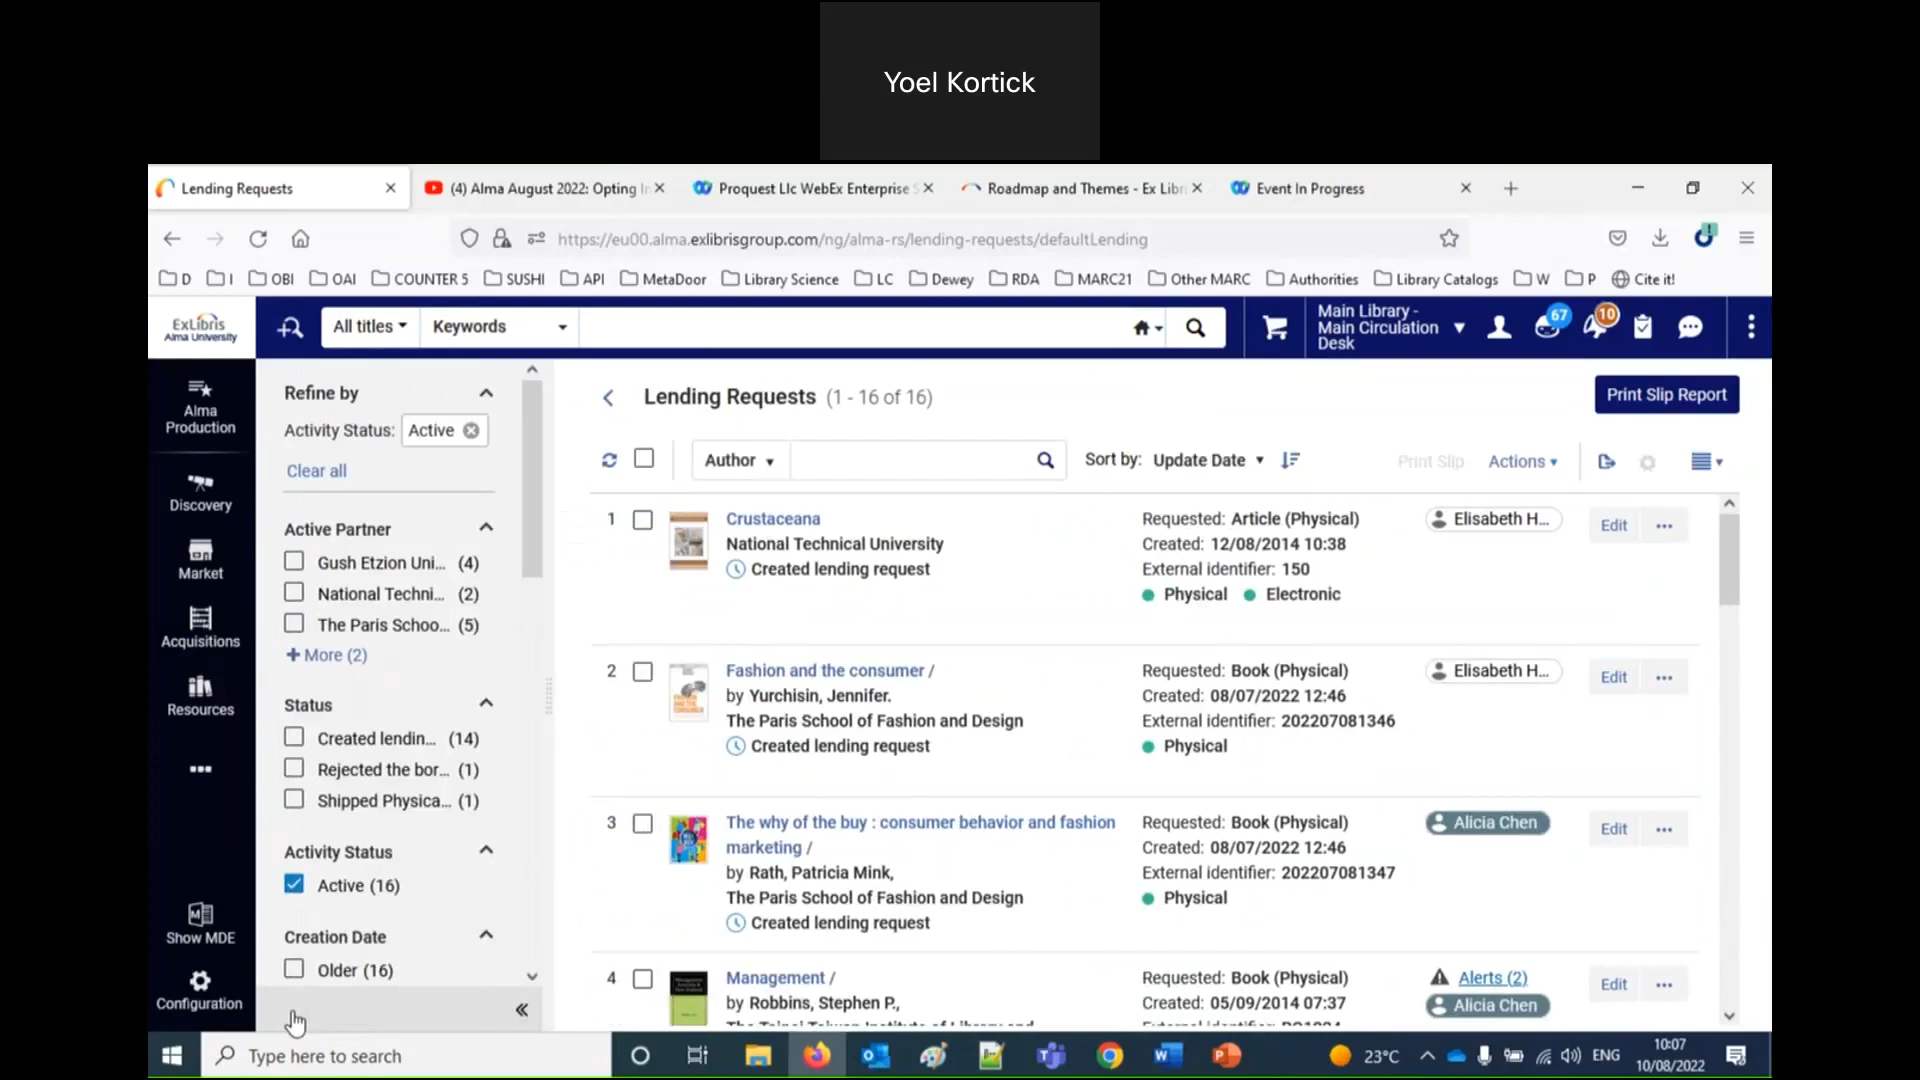 Yoel Kortick
Lending Requests
(4) Alma August 2022: Opting In
Proquest Llc WebEx Enterprise S
Roadmap and Themes - Ex Libri
Event In Progress
https://eu00.alma.exlibrisgroup.com/ng/alma-rs/lending-requests/defaultLending
D I OBI OAI COUNTER 5 SUSHI API MetaDoor Library Science LC Dewey RDA MARC21 Other MARC Authorities Library Catalogs W P Cite it!
ExLibris
Alma University
All titles
Keywords
Main Library -
Main Circulation
Desk
67
10
Alma
Production
Discovery
Market
Acquisitions
Resources
Show MDE
Configuration
Refine by
Activity Status: Active
Clear all
Active Partner
Gush Etzion Uni... (4)
National Techni... (2)
The Paris Schoo... (5)
+ More (2)
Status
Created lendin... (14)
Rejected the bor... (1)
Shipped Physica... (1)
Activity Status
Active (16)
Creation Date
Older (16)
Lending Requests (1 - 16 of 16)
Print Slip Report
Author
Sort by: Update Date
Print Slip
Actions
1
Crustaceana
National Technical University
Created lending request
Requested: Article (Physical)
Created: 12/08/2014 10:38
External identifier: 150
Physical Electronic
Elisabeth H...
Edit
2
Fashion and the consumer /
by Yurchisin, Jennifer.
The Paris School of Fashion and Design
Created lending request
Requested: Book (Physical)
Created: 08/07/2022 12:46
External identifier: 202207081346
Physical
Elisabeth H...
Edit
3
The why of the buy : consumer behavior and fashion
marketing /
by Rath, Patricia Mink,
The Paris School of Fashion and Design
Created lending request
Requested: Book (Physical)
Created: 08/07/2022 12:46
External identifier: 202207081347
Physical
Alicia Chen
Edit
4
Management /
by Robbins, Stephen P.,
Requested: Book (Physical)
Created: 05/09/2014 07:37
Alerts (2)
Alicia Chen
Edit
Type here to search
23°C
ENG
10:07
10/08/2022